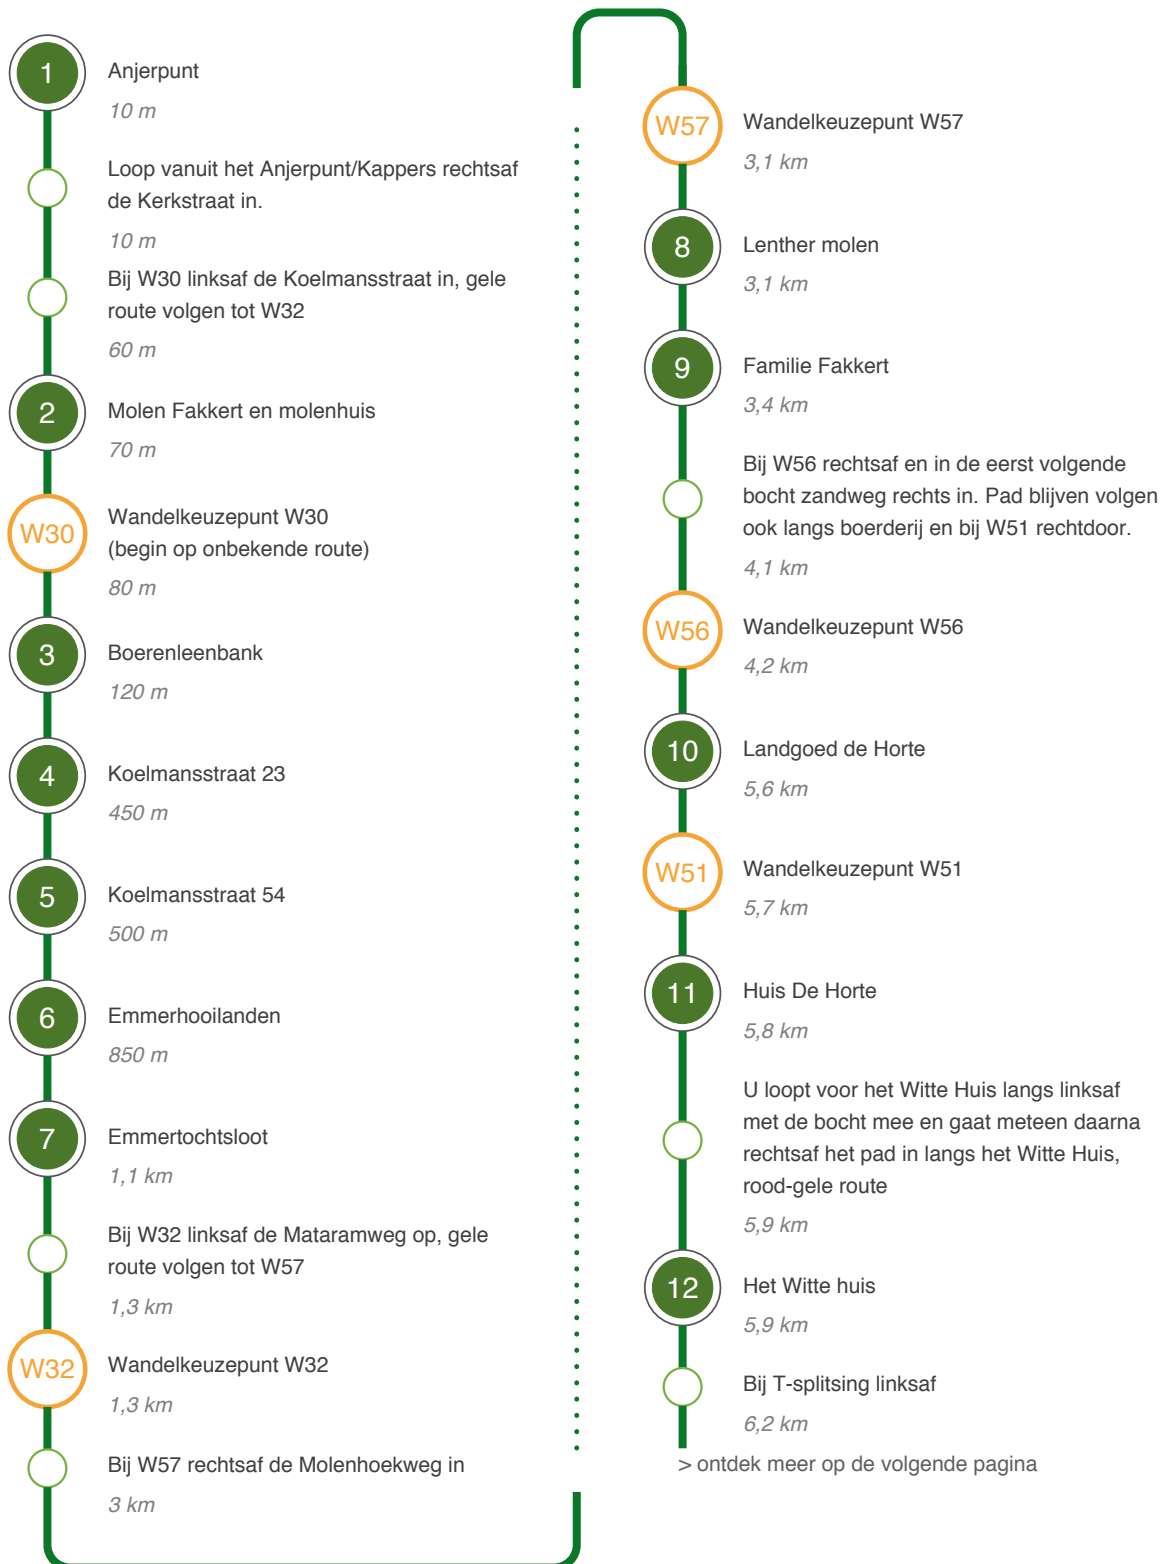 1
Anjerpunt
10 m
Loop vanuit het Anjerpunt/Kappers rechtsaf
de Kerkstraat in.
10 m
Bij W30 linksaf de Koelmansstraat in, gele
route volgen tot W32
60 m
2
Molen Fakkert en molenhuis
70 m
W30
Wandelkeuzepunt W30
(begin op onbekende route)
80 m
3
Boerenleenbank
120 m
4
Koelmansstraat 23
450 m
5
Koelmansstraat 54
500 m
6
Emmerhooilanden
850 m
7
Emmertochtsloot
1,1 km
Bij W32 linksaf de Mataramweg op, gele
route volgen tot W57
1,3 km
W32
Wandelkeuzepunt W32
1,3 km
Bij W57 rechtsaf de Molenhoekweg in
3 km
W57
Wandelkeuzepunt W57
3,1 km
8
Lenther molen
3,1 km
9
Familie Fakkert
3,4 km
Bij W56 rechtsaf en in de eerst volgende
bocht zandweg rechts in. Pad blijven volgen
ook langs boerderij en bij W51 rechtdoor.
4,1 km
W56
Wandelkeuzepunt W56
4,2 km
10
Landgoed de Horte
5,6 km
W51
Wandelkeuzepunt W51
5,7 km
11
Huis De Horte
5,8 km
U loopt voor het Witte Huis langs linksaf
met de bocht mee en gaat meteen daarna
rechtsaf het pad in langs het Witte Huis,
rood-gele route
5,9 km
12
Het Witte huis
5,9 km
Bij T-splitsing linksaf
6,2 km
> ontdek meer op de volgende pagina